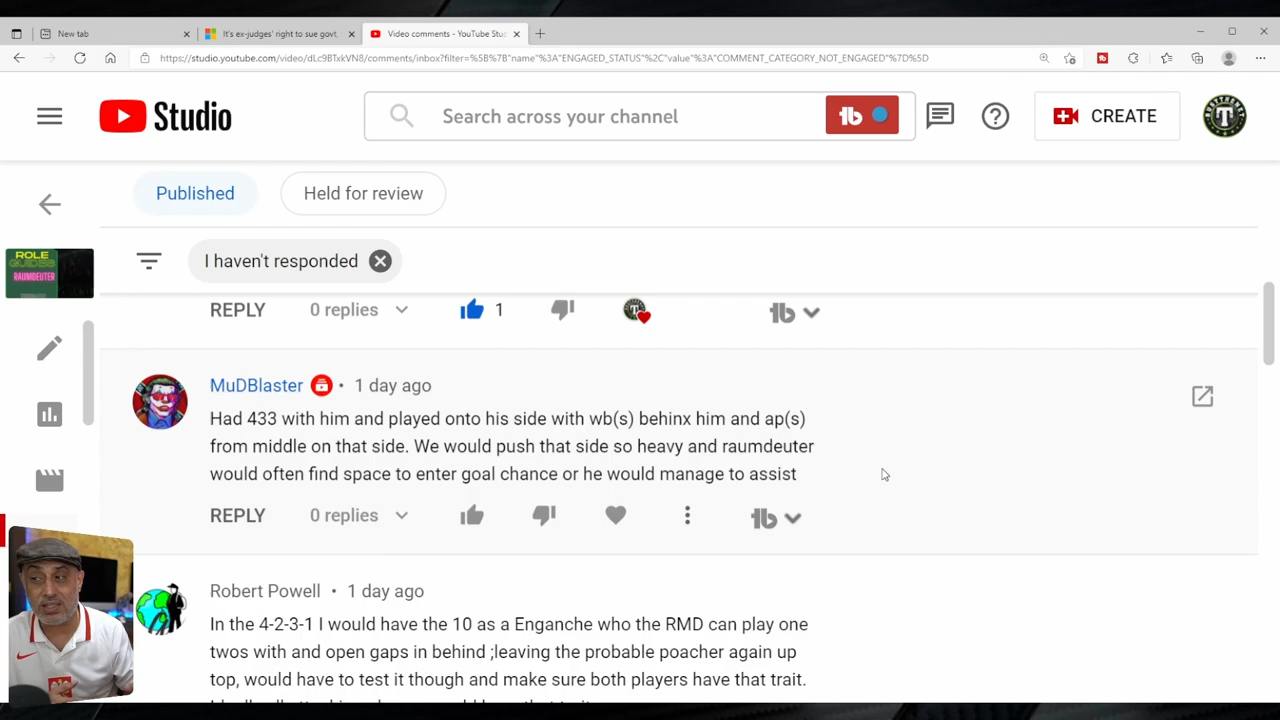 New tab
It's ex-judges' right to sue govt,
Video comments - YouTube Stu
https://studio.youtube.com/video/dLc9BTxkVN8/comments/inbox?filter=%5B%7B"name"%3A"ENGAGED_STATUS"%2C"value"%3A"COMMENT_CATEGORY_NOT_ENGAGED"%7D%5D
Studio
Search across your channel
CREATE
Published
Held for review
ROLE
GUIDES
RAUMDEUTER
I haven't responded
REPLY 0 replies 1
MuDBlaster • 1 day ago
Had 433 with him and played onto his side with wb(s) behinx him and ap(s)
from middle on that side. We would push that side so heavy and raumdeuter
would often find space to enter goal chance or he would manage to assist
REPLY 0 replies
Robert Powell • 1 day ago
In the 4-2-3-1 I would have the 10 as a Enganche who the RMD can play one
twos with and open gaps in behind ;leaving the probable poacher again up
top, would have to test it though and make sure both players have that trait.